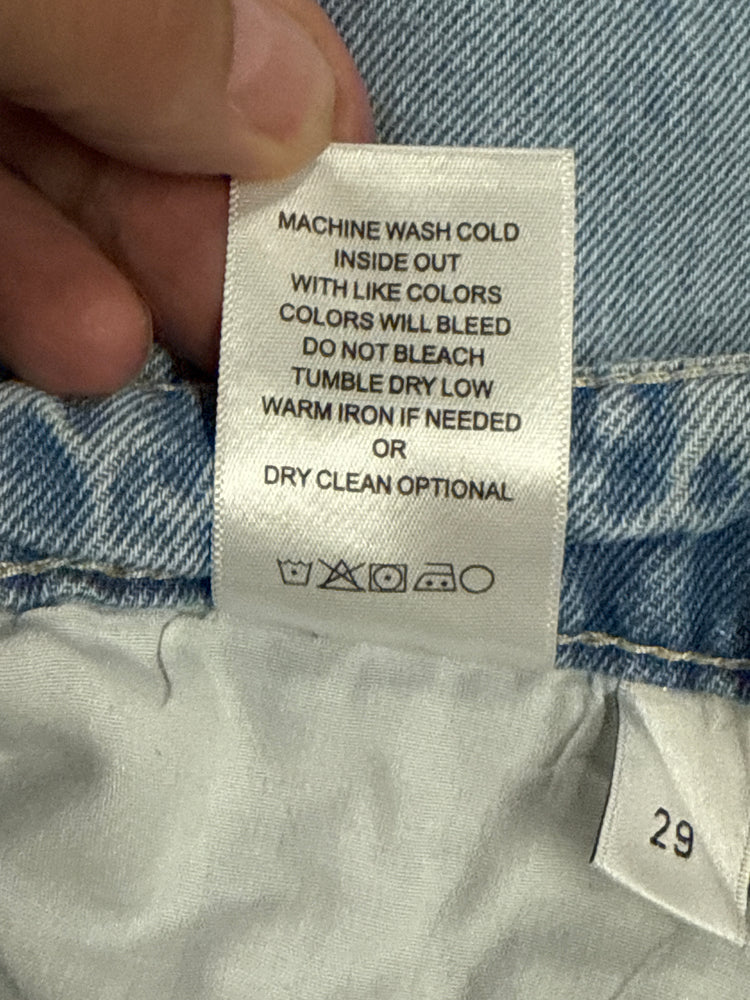 MACHINE WASH COLD
INSIDE OUT
WITH LIKE COLORS
COLORS WILL BLEED
DO NOT BLEACH
TUMBLE DRY LOW
WARM IRON IF NEEDED
OR
DRY CLEAN OPTIONAL
29